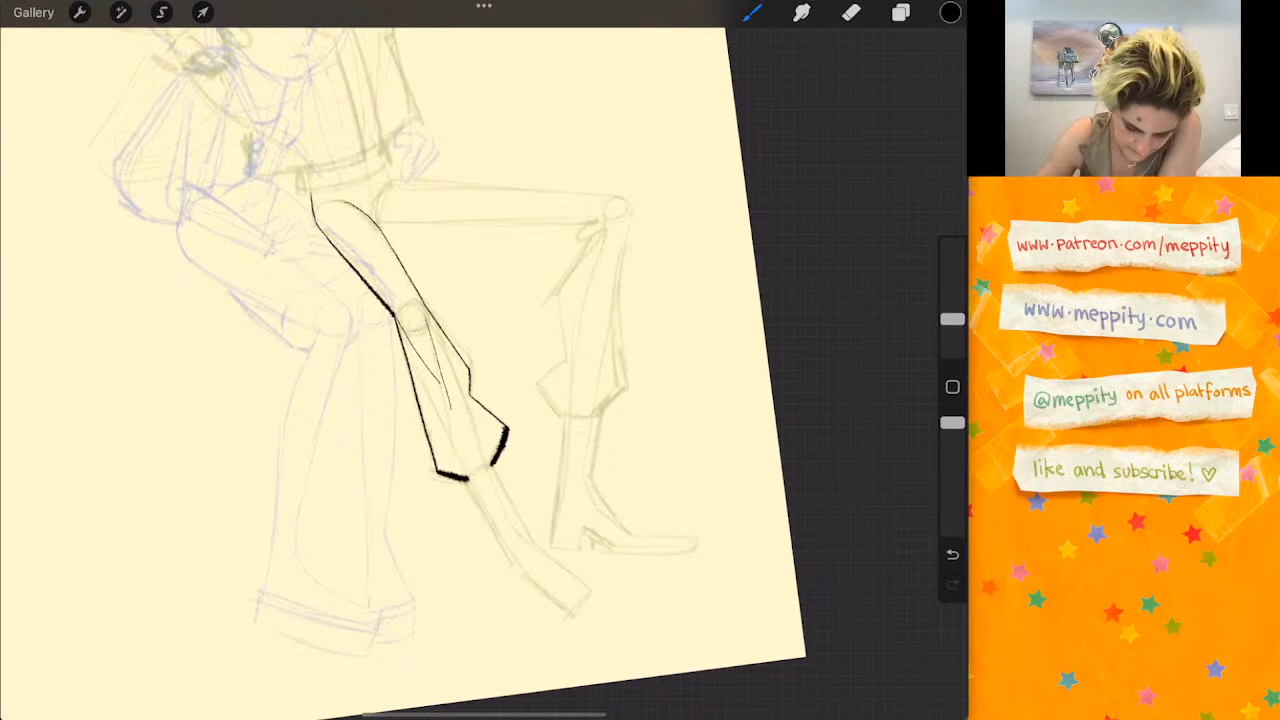 Gallery
www.patreon.com/meppity
www.meppity.com
@meppity on all platforms
like and subscribe! ♡